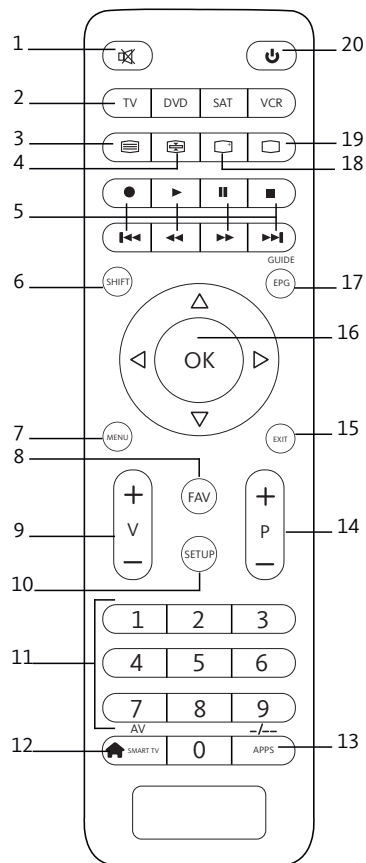 1 20
2 TV DVD SAT VCR
3 19
4 18
5
GUIDE
6 SHIFT EPG 17
16
OK
7 MENU EXIT 15
8
FAV
+ +
9 V P 14
SETUP
10 − −
1 2 3
11 4 5 6
7 8 9
AV -/--
12 SMART TV 0 APPS 13